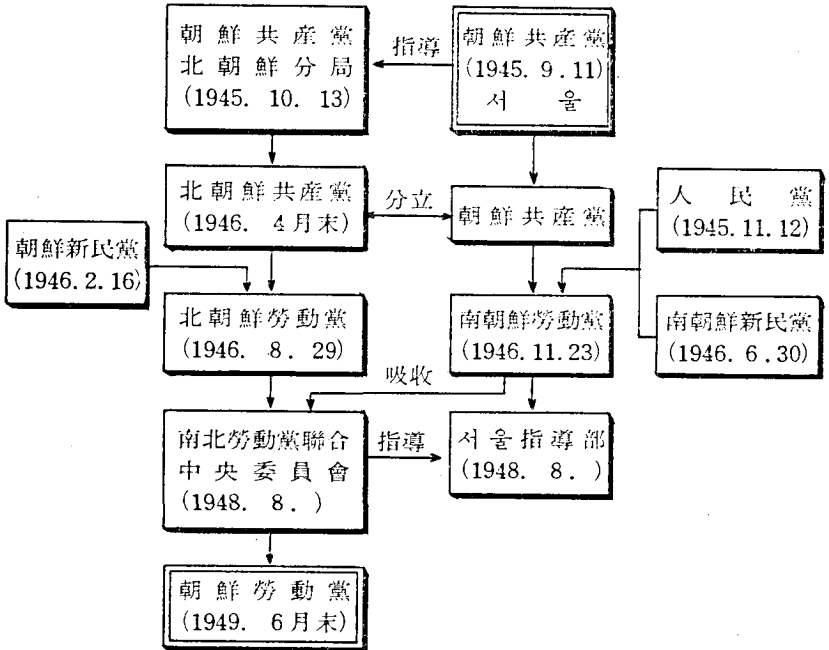 朝鮮共産黨
北朝鮮分局
(1945. 10. 13)
指導
朝鮮共産黨
(1945. 9. 11)
서울
北朝鮮共産黨
(1946. 4月末)
分立
朝鮮共産黨
人民黨
(1945. 11. 12)
朝鮮新民黨
(1946. 2. 16)
北朝鮮勞動黨
(1946. 8. 29)
南朝鮮勞動黨
(1946. 11. 23)
南朝鮮新民黨
(1946. 6. 30)
吸收
南北勞動黨聯合
中央委員會
(1948. 8. )
指導
서울指導部
(1948. 8. )
朝鮮勞動黨
(1949. 6月末)